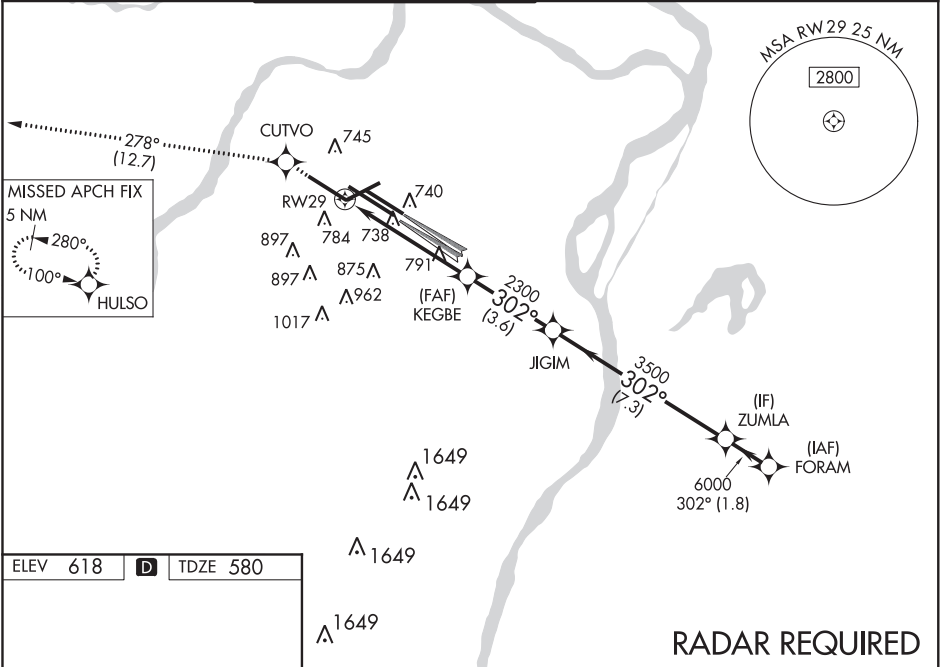 MSA RW29 25 NM
2800
CUTVO
745
278°
(12.7)
MISSED APCH FIX
5 NM
280°
100°
HULSO
RW29
740
784
738
897
791
897
875
962
1017
(FAF)
KEGBE
2300
302°
(3.6)
JIGIM
3500
302°
(7.3)
(IF)
ZUMLA
(IAF)
FORAM
6000
302° (1.8)
1649
1649
1649
1649
ELEV 618 D TDZE 580
RADAR REQUIRED